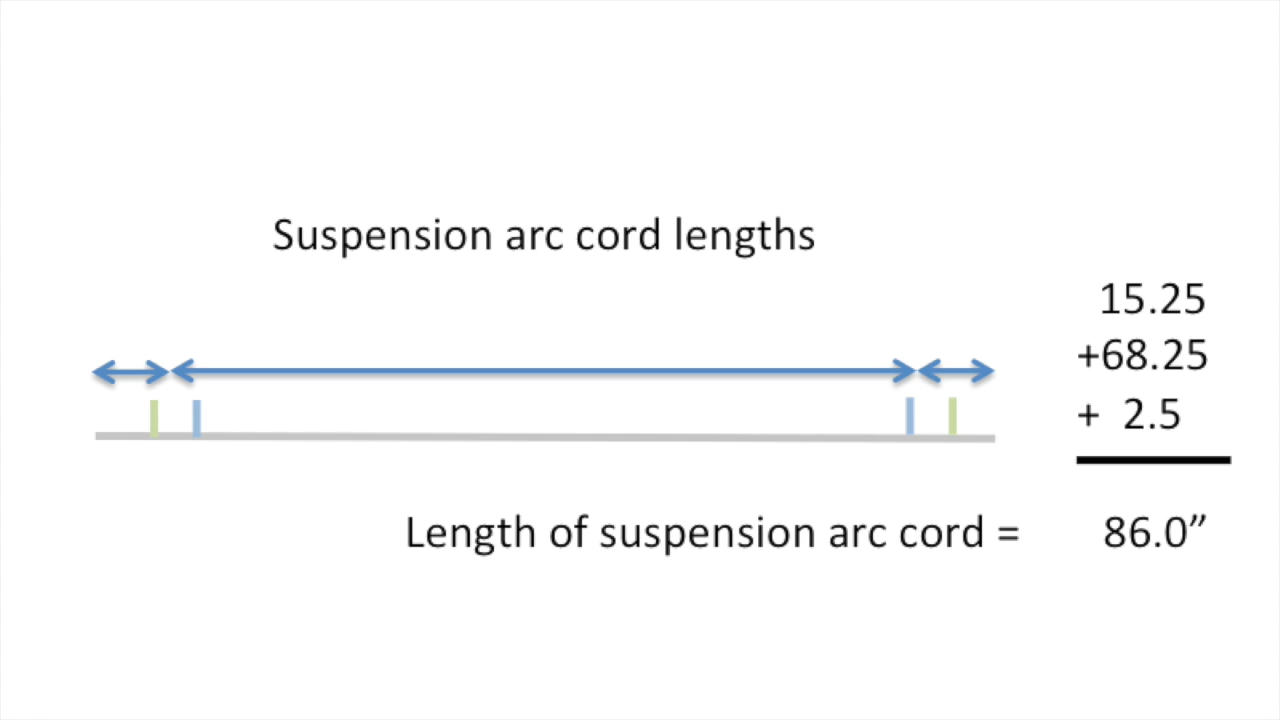 Suspension arc cord lengths
15.25
+68.25
+ 2.5
Length of suspension arc cord = 86.0”